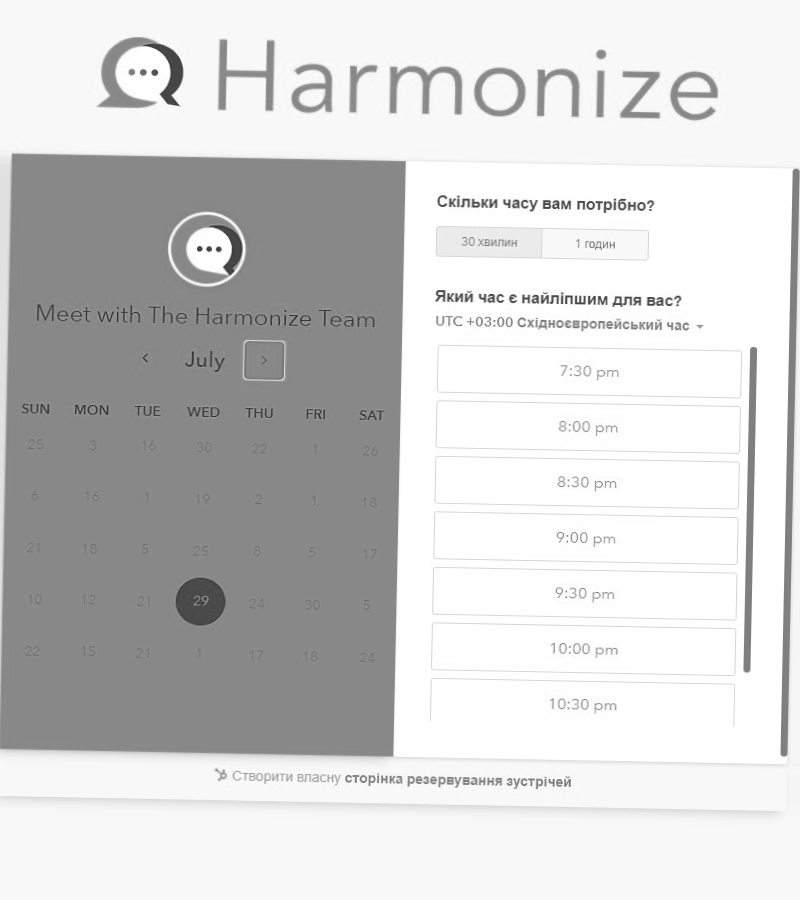 Harmonize
Meet with The Harmonize Team
July
SUN MON TUE WED THU FRI SAT
25 3 16 30 22 1 26
6 16 1 19 2 1 18
21 18 5 25 8 5 17
10 12 21 29 24 30 5
22 15 21 1 17 18 24
Скільки часу вам потрібно?
30 хвилин 1 годин
Який час є найліпшим для вас?
UTC +03:00 Східноєвропейський час
7:30 pm
8:00 pm
8:30 pm
9:00 pm
9:30 pm
10:00 pm
10:30 pm
Створити власну сторінка резервування зустрічей